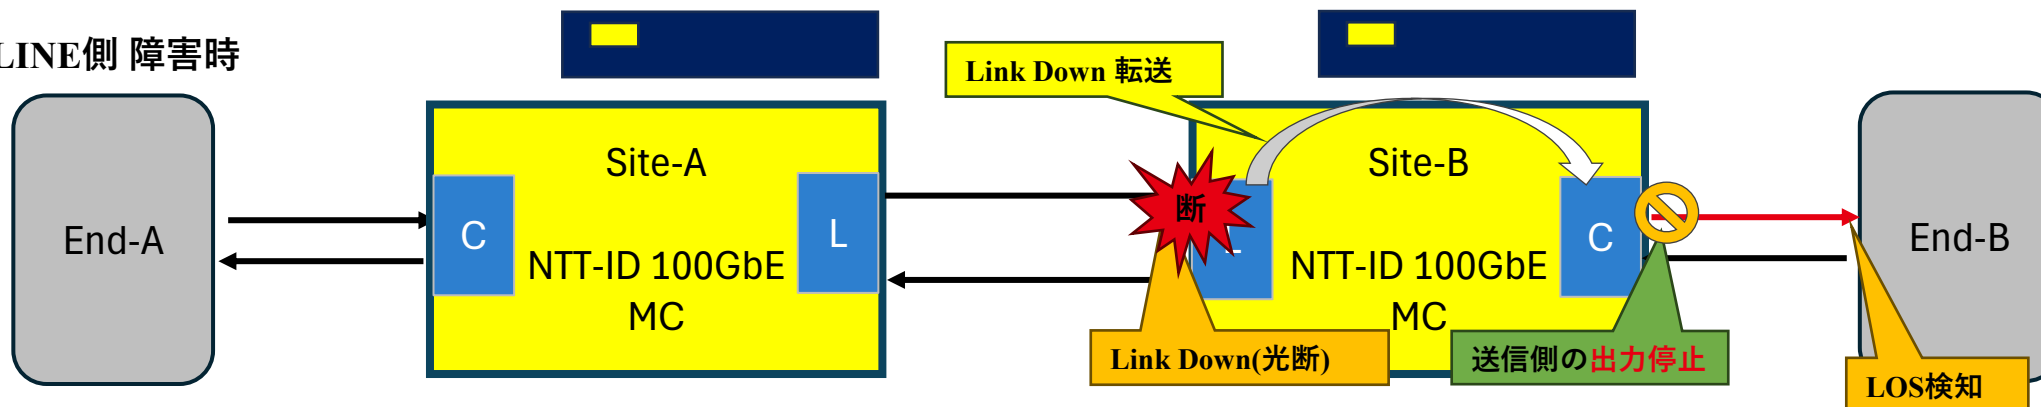 LINE側 障害時
Link Down 転送
End-A
Site-A
C
L
NTT-ID 100GbE
MC
断
Site-B
C
NTT-ID 100GbE
MC
End-B
Link Down(光断)
送信側の出力停止
LOS検知